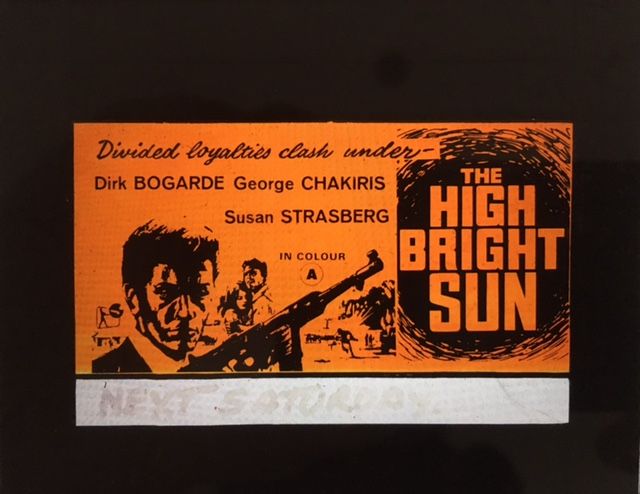 Divided loyalties clash under–
Dirk BOGARDE George CHAKIRIS
Susan STRASBERG
IN COLOUR
A
THE
HIGH
BRIGHT
SUN
NEXT SATURDAY.